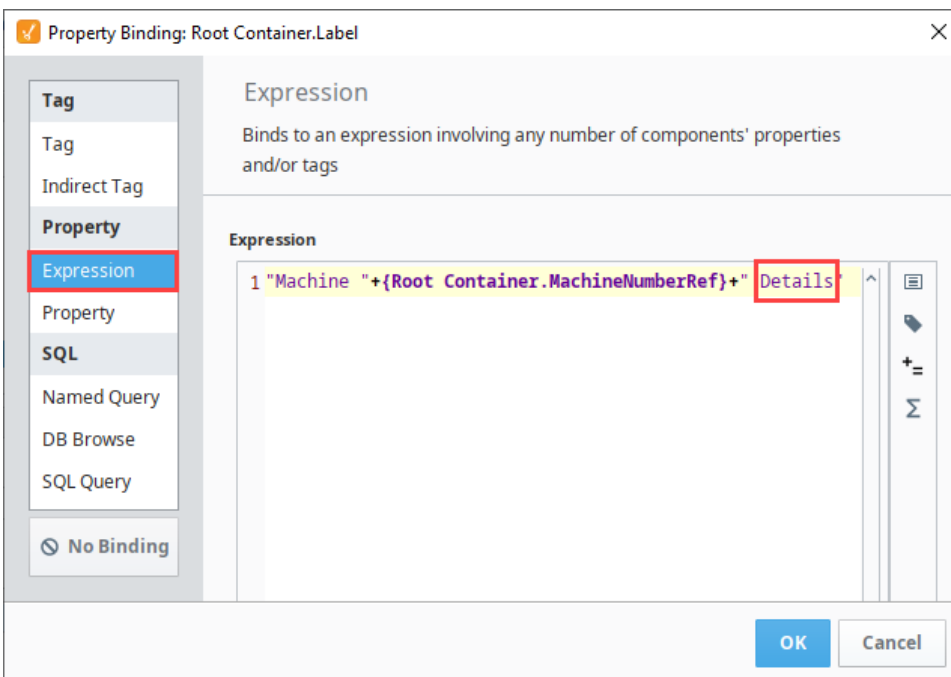 Property Binding: Root Container.Label
Tag
Tag
Indirect Tag
Property
Expression
Property
SQL
Named Query
DB Browse
SQL Query
No Binding
Expression
Binds to an expression involving any number of components' properties
and/or tags
Expression
1 "Machine "+{Root Container.MachineNumberRef}+" Details"
OK
Cancel